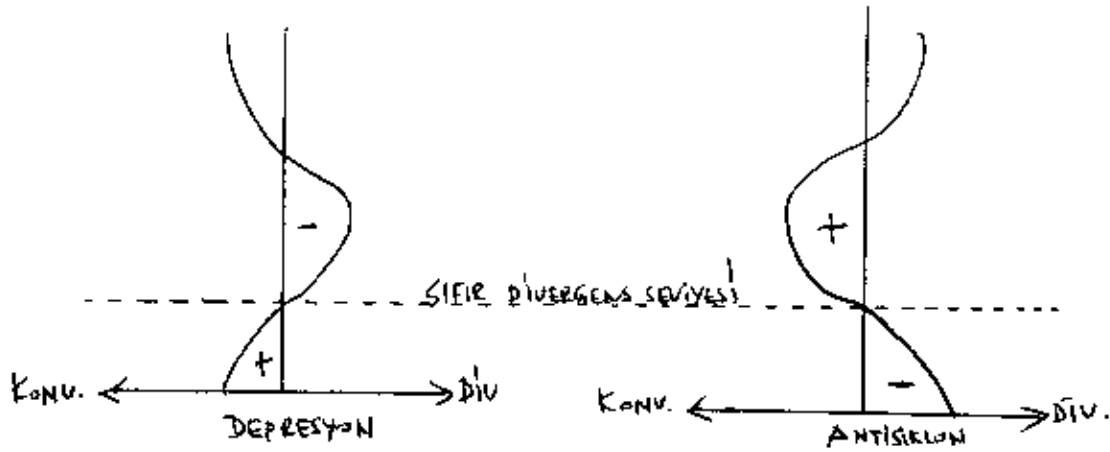 -
+
SIFIR DİVERGENS SEVİYESİ
+
-
KONV.
DİV
KONV.
DİV.
DEPRESYON
ANTİSİKLON